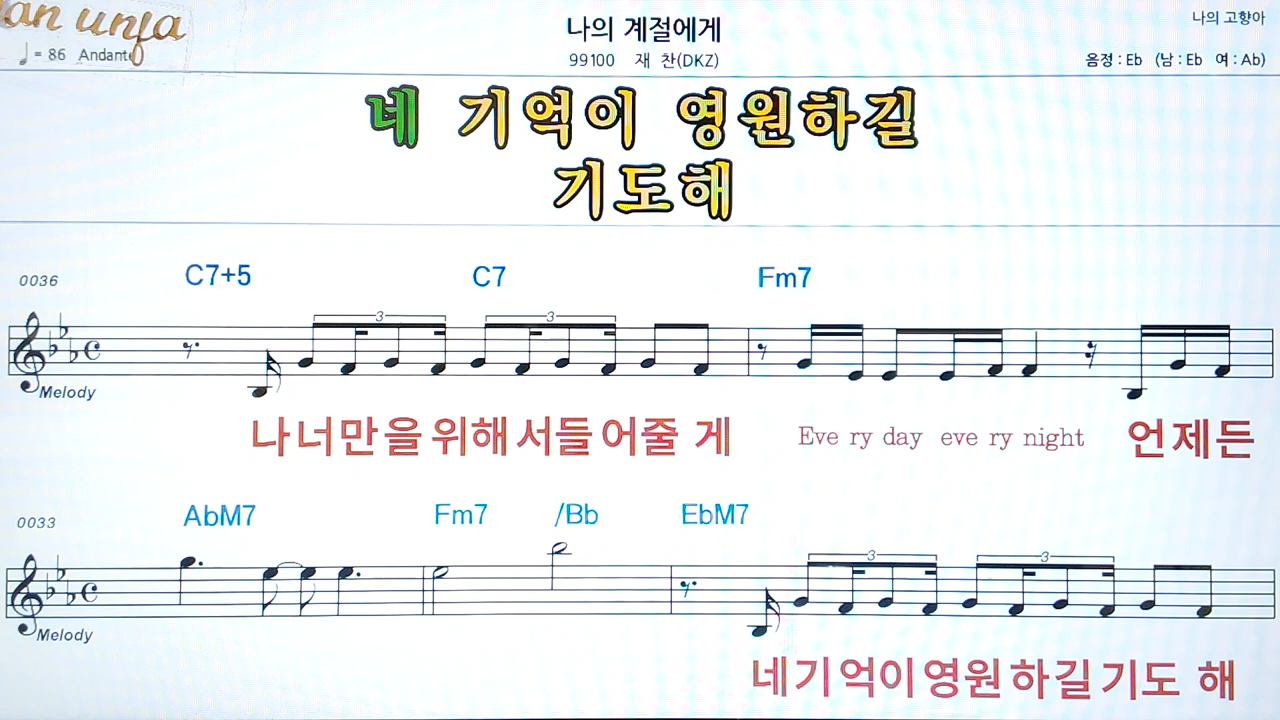 나의 계절에게
나의 고향아
♩ = 86 Andante
99100 재 찬(DKZ)
음정 : Eb (남 : Eb 여 : Ab)
네 기억이 영원하길
기도해
0036 C7+5 C7 Fm7
3 3
Melody
나너만을위해서들어줄 게 Eve ry day eve ry night 언제든
0033 AbM7 Fm7 /Bb EbM7
3 3
Melody
네기억이영원하길기도 해